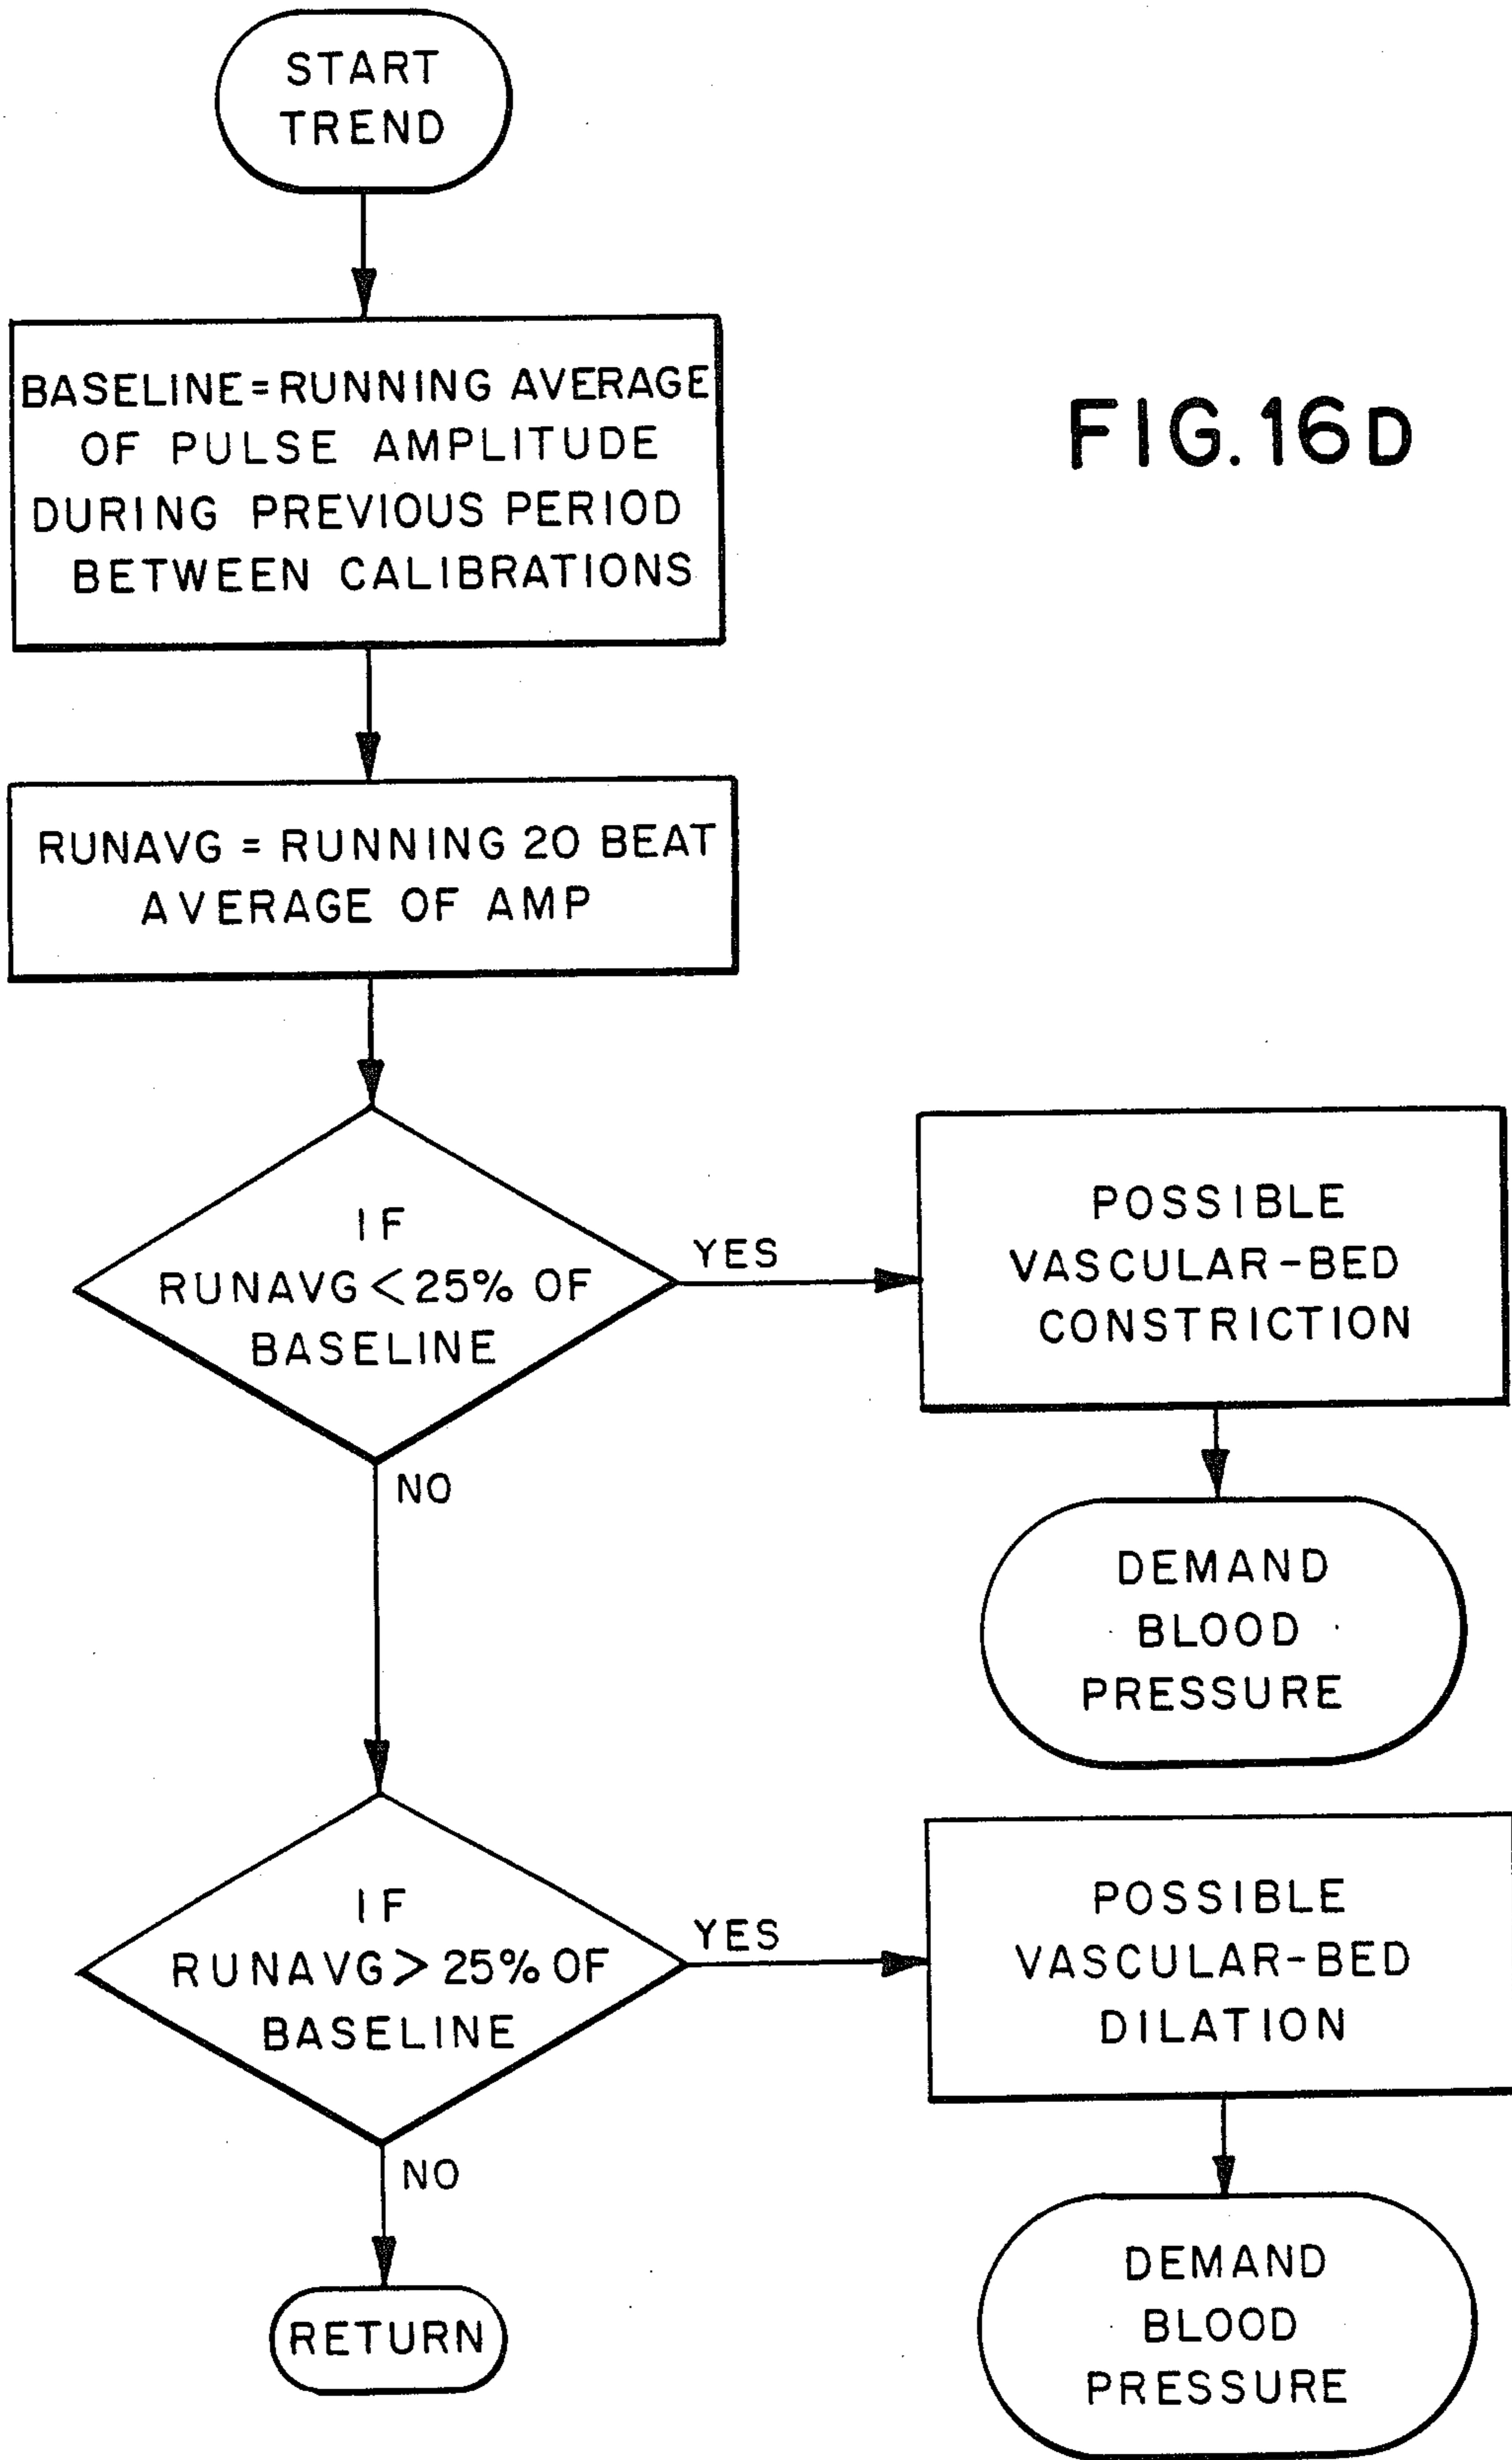 START
TREND
BASELINE=RUNNING AVERAGE
OF PULSE AMPLITUDE
DURING PREVIOUS PERIOD
BETWEEN CALIBRATIONS
FIG. 16D
RUNAVG = RUNNING 20 BEAT
AVERAGE OF AMP
IF
RUNAVG < 25% OF
BASELINE
YES
POSSIBLE
VASCULAR-BED
CONSTRICTION
NO
DEMAND
BLOOD
PRESSURE
IF
RUNAVG > 25% OF
BASELINE
YES
POSSIBLE
VASCULAR-BED
DILATION
NO
RETURN
DEMAND
BLOOD
PRESSURE